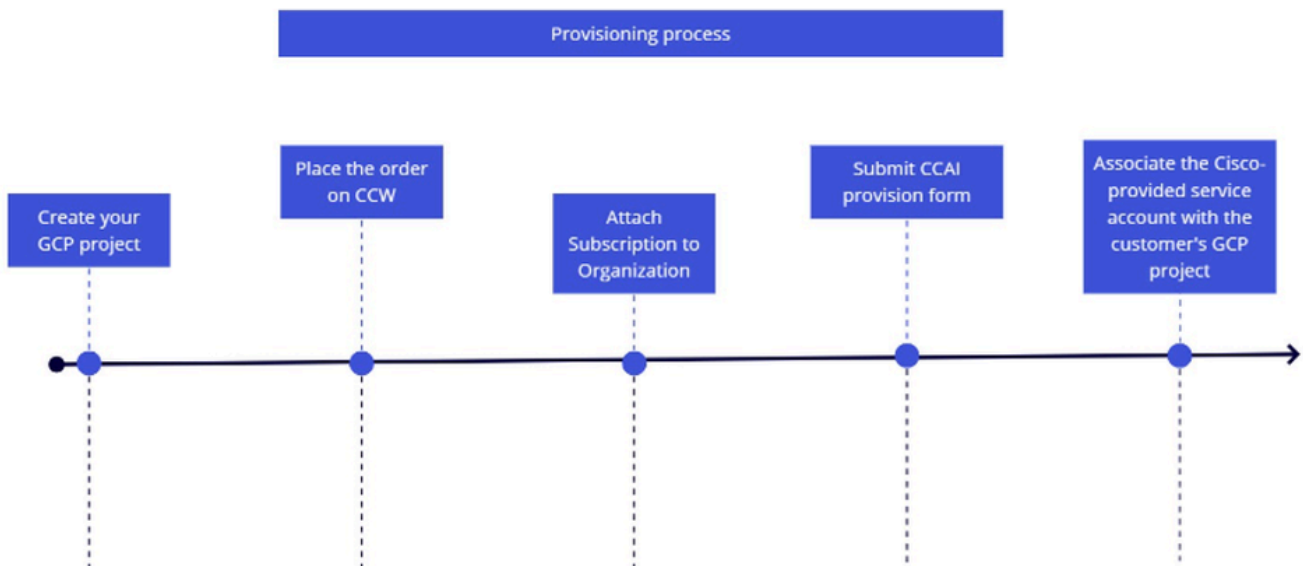 Provisioning process
Create your
GCP project
Place the order
on CCW
Attach
Subscription to
Organization
Submit CCAI
provision form
Associate the Cisco-
provided service
account with the
customer's GCP
project